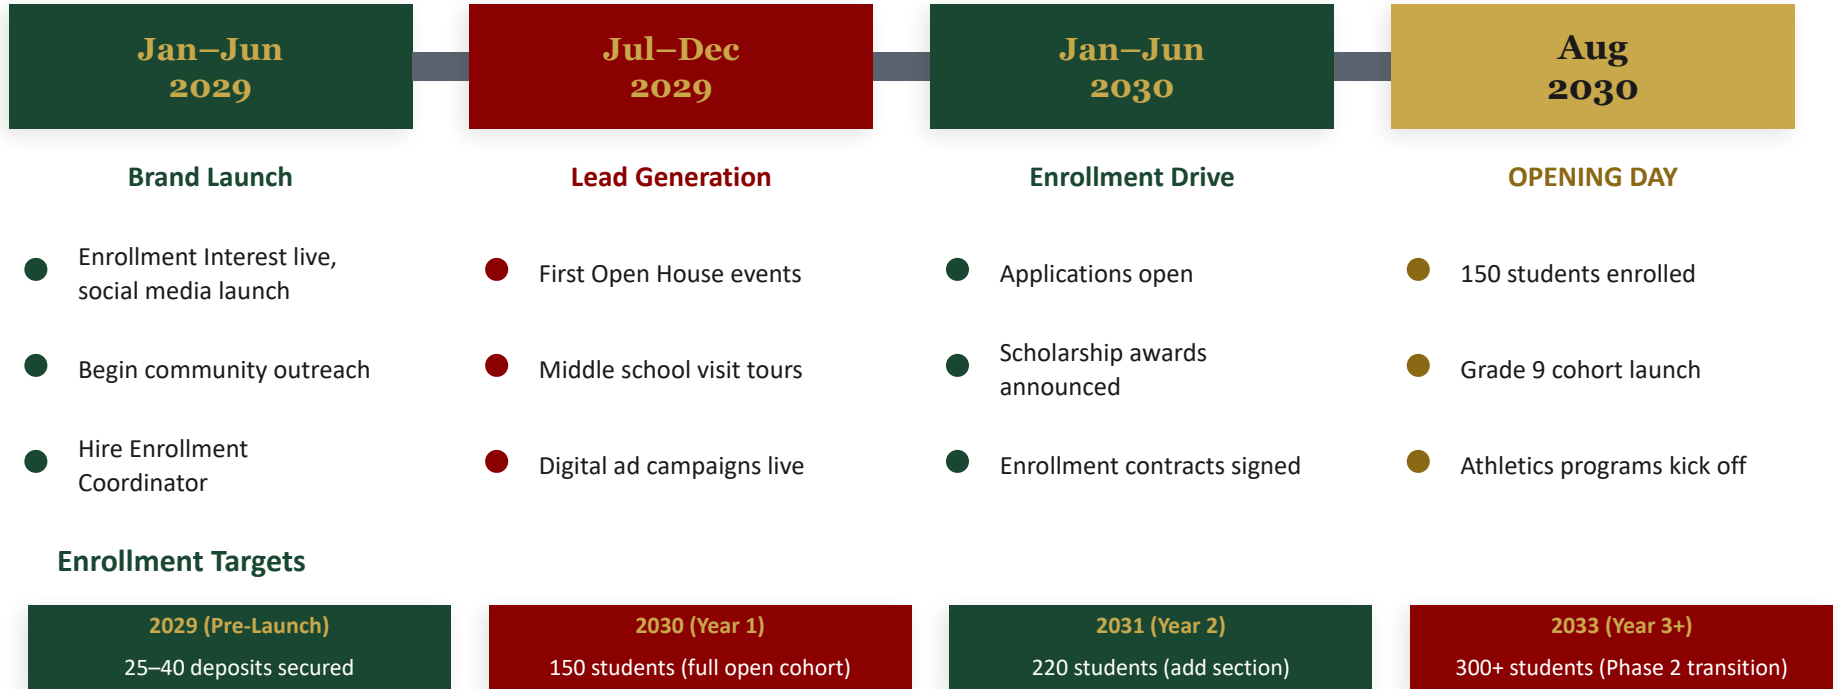 Jan–Jun
2029
Jul–Dec
2029
Jan–Jun
2030
Aug
2030
Brand Launch
Lead Generation
Enrollment Drive
OPENING DAY
Enrollment Interest live,
social media launch
Begin community outreach
Hire Enrollment
Coordinator
First Open House events
Middle school visit tours
Digital ad campaigns live
Applications open
Scholarship awards
announced
Enrollment contracts signed
150 students enrolled
Grade 9 cohort launch
Athletics programs kick off
Enrollment Targets
2029 (Pre-Launch)
25–40 deposits secured
2030 (Year 1)
150 students (full open cohort)
2031 (Year 2)
220 students (add section)
2033 (Year 3+)
300+ students (Phase 2 transition)